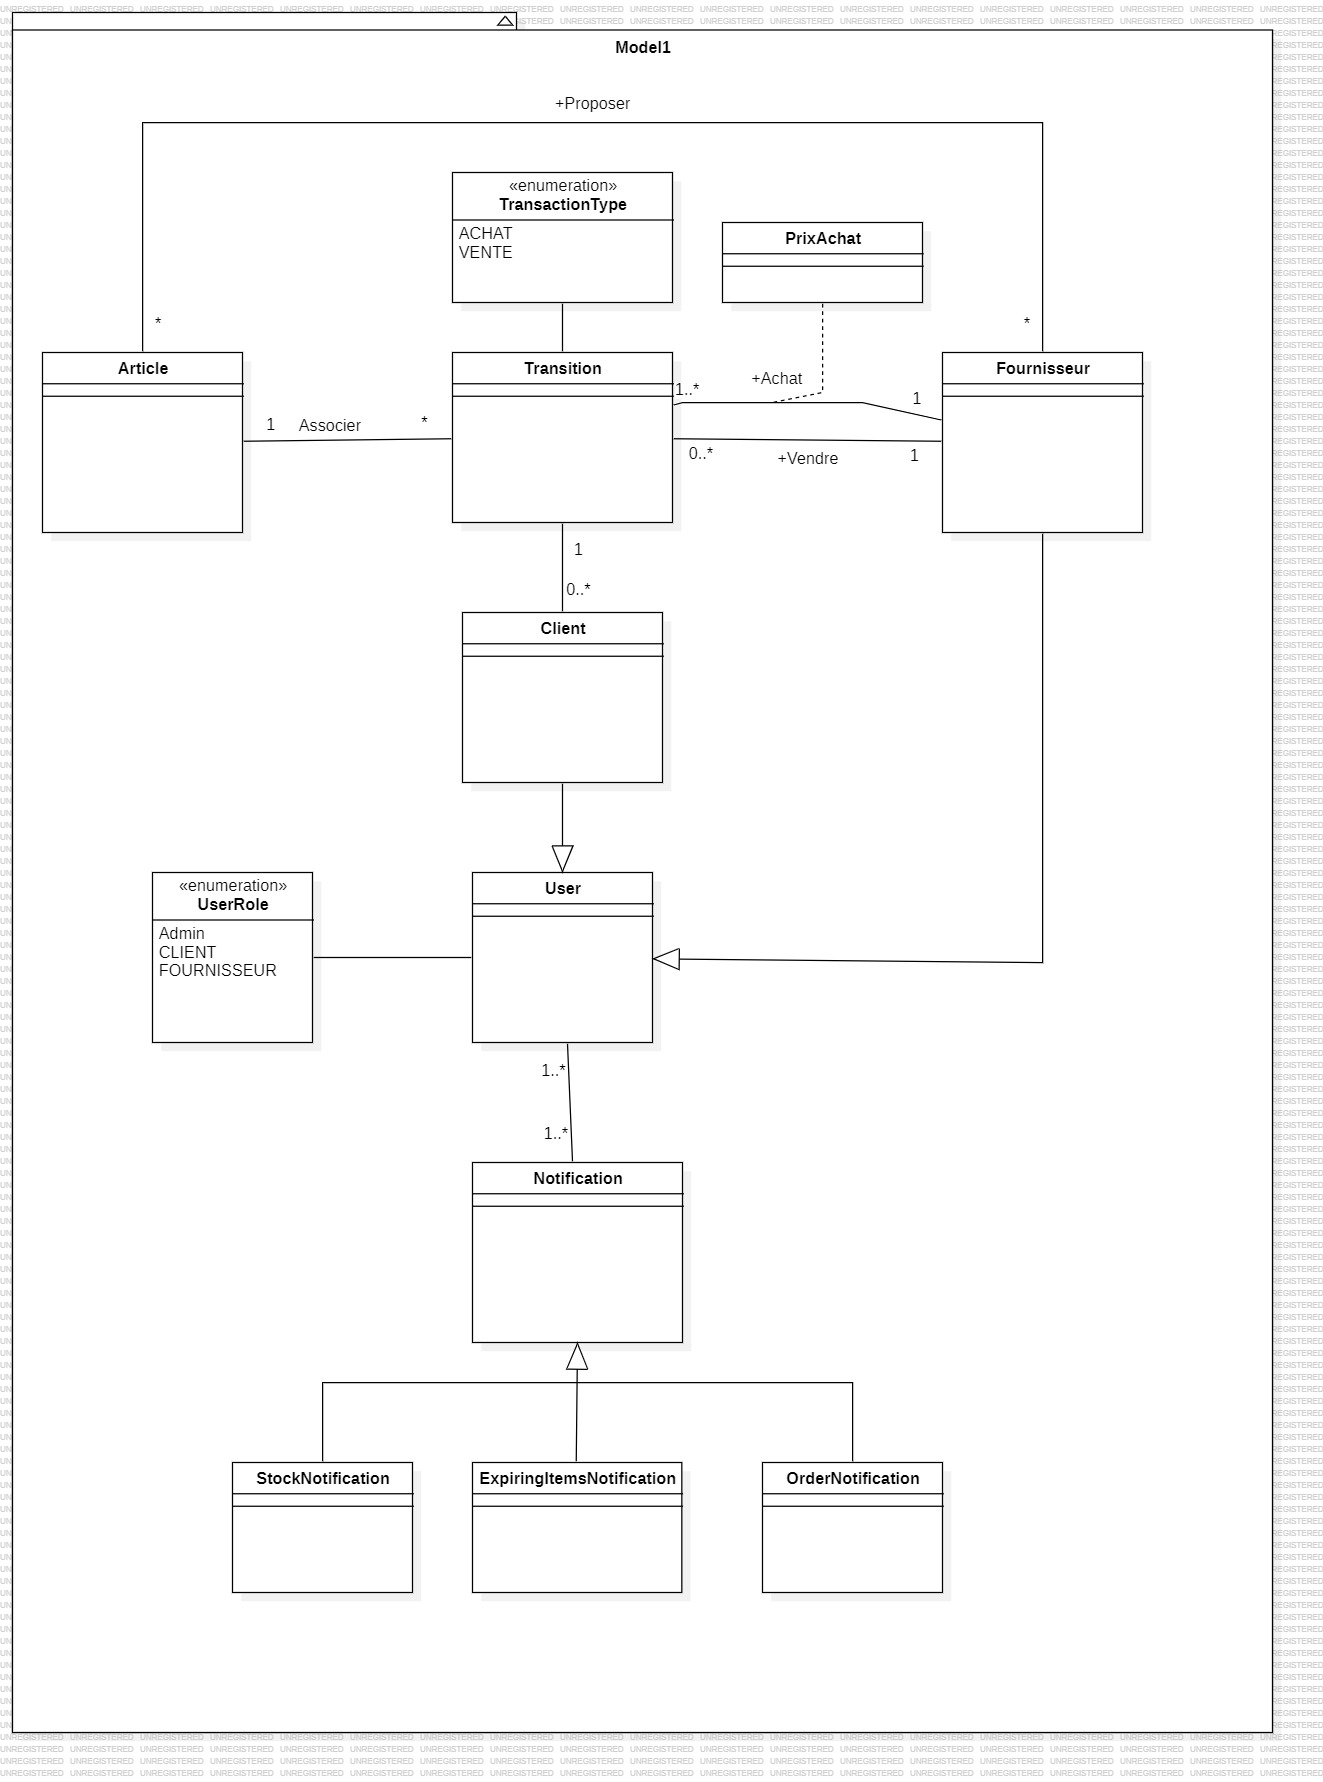 Model1
+Proposer
«enumeration»
TransactionType
ACHAT
VENTE
PrixAchat
*
*
Article
Transition
Fournisseur
1..*
+Achat
1
1
Associer
*
0..*
+Vendre
1
1
0..*
Client
«enumeration»
UserRole
Admin
CLIENT
FOURNISSEUR
User
1..*
1..*
Notification
StockNotification
ExpiringItemsNotification
OrderNotification
UNREGISTERED